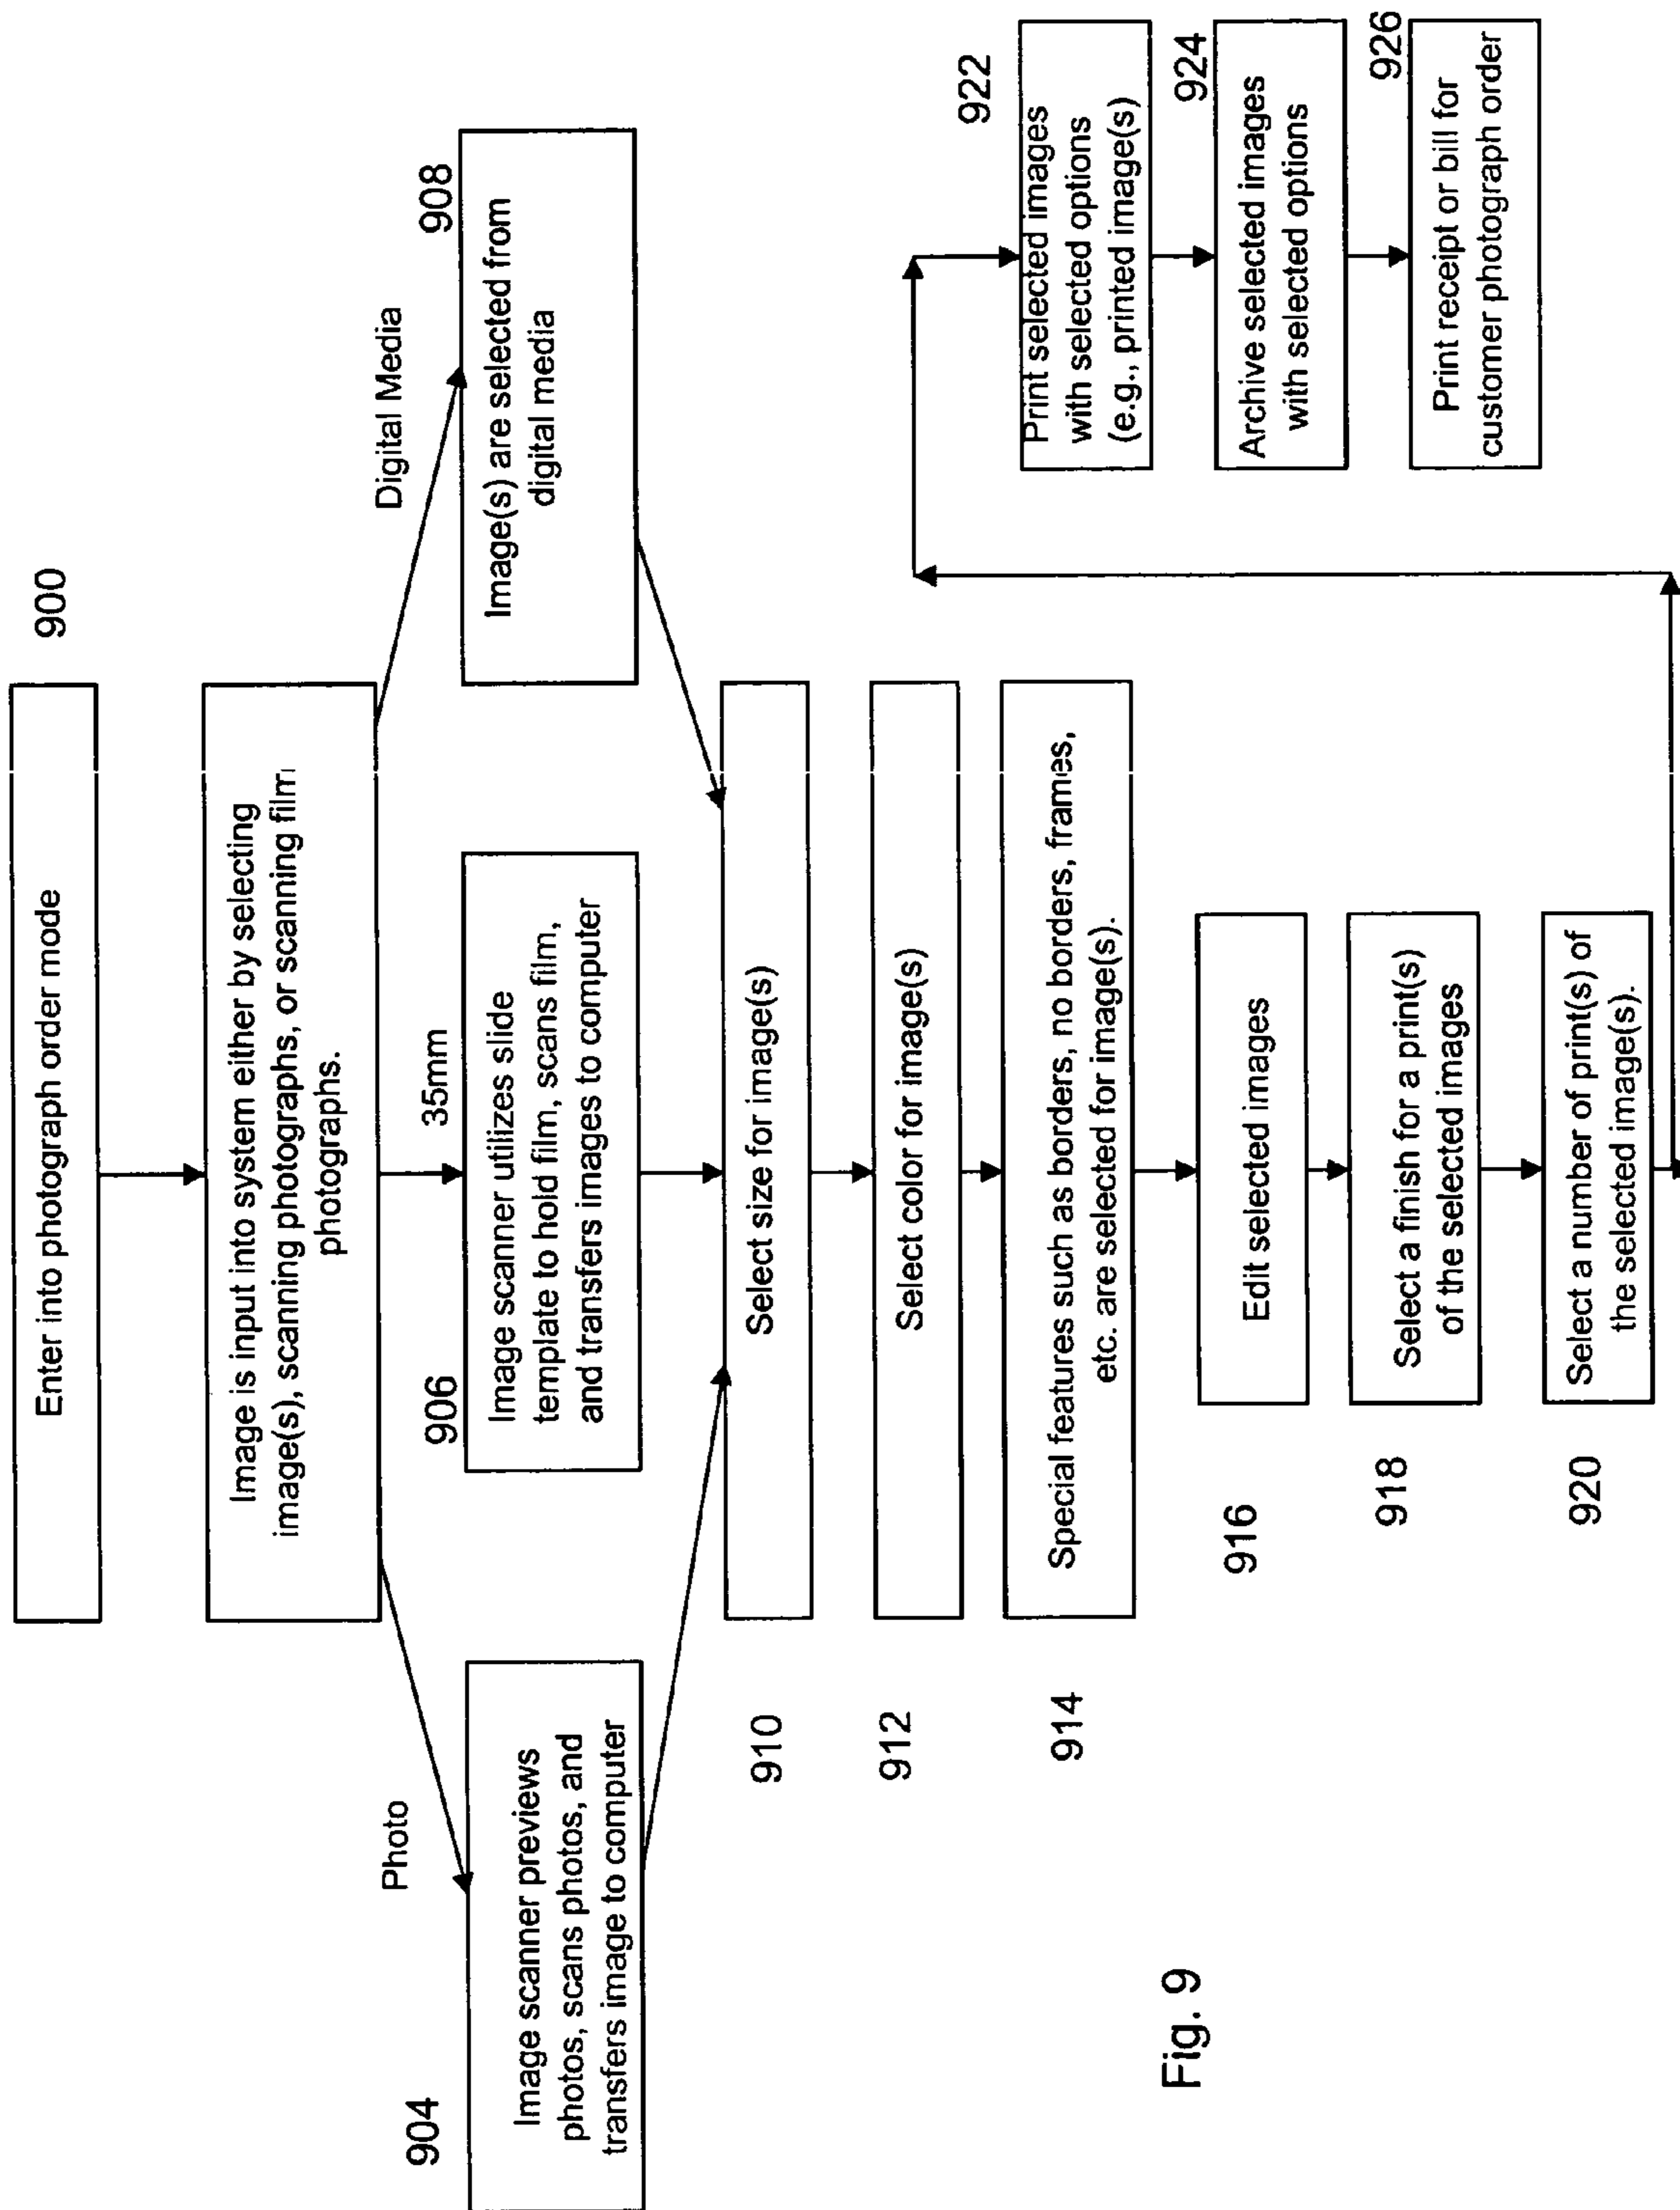 900
Enter into photograph order mode
Image is input into system either by selecting
image(s), scanning photographs, or scanning film
photographs.
Photo
35mm
Digital Media
904
Image scanner previews
photos, scans photos, and
transfers image to computer
906
Image scanner utilizes slide
template to hold film, scans film,
and transfers images to computer
908
Image(s) are selected from
digital media
910
Select size for image(s)
912
Select color for image(s)
914
Special features such as borders, no borders, frames,
etc. are selected for image(s).
916
Edit selected images
918
Select a finish for a print(s)
of the selected images
920
Select a number of print(s) of
the selected image(s).
922
Print selected images
with selected options
(e.g., printed image(s)
924
Archive selected images
with selected options
926
Print receipt or bill for
customer photograph order
Fig. 9